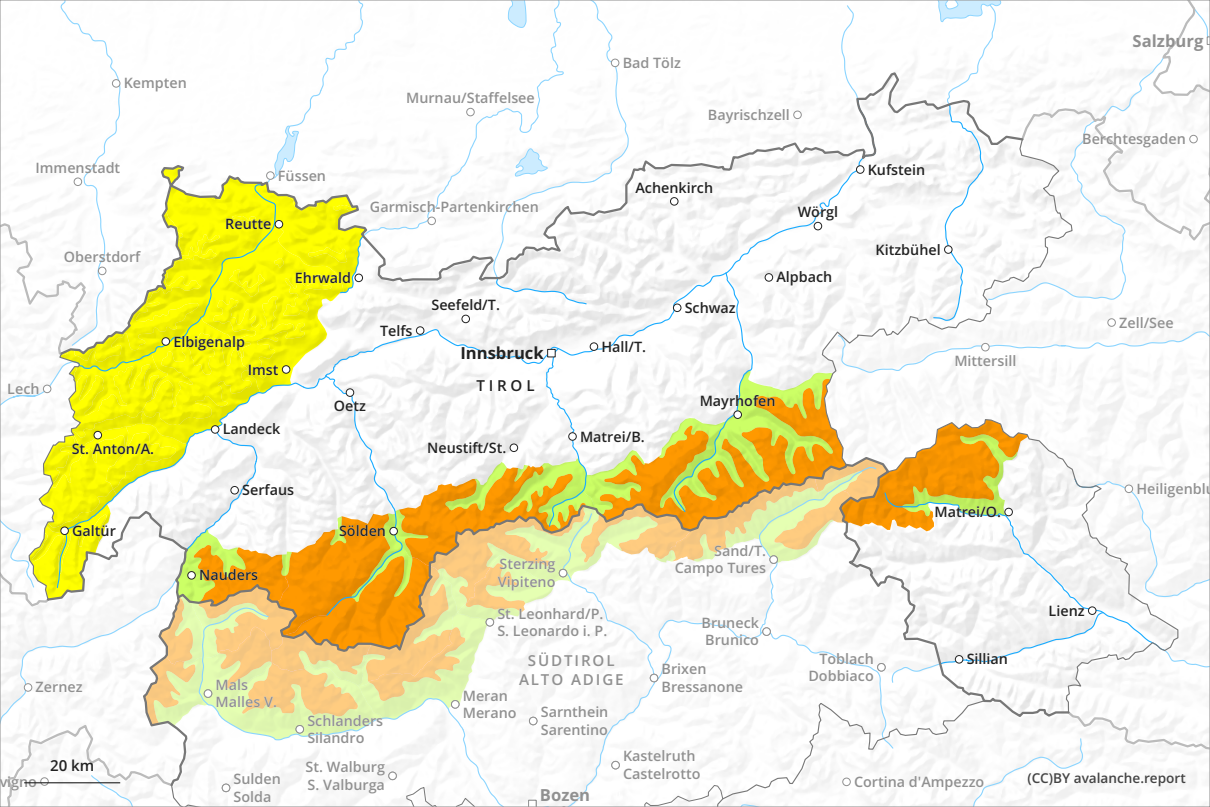 Salzburg
Bad Tölz
Kempten
Murnau/Staffelsee
Bayrischzell
Berchtesgaden
Immenstadt
Füssen
Kufstein
Achenkirch
Garmisch-Partenkirchen
Wörgl
Reutte
Oberstdorf
Kitzbühel
Ehrwald
Alpbach
Seefeld/T.
Schwaz
Telfs
Zell/See
Elbigenalp
Innsbruck
Hall/T.
Mittersill
Imst
TIROL
Lech
Oetz
Mayrhofen
Landeck
Matrei/B.
St. Anton/A.
Neustift/St.
Serfaus
Heiligenblu
Matrei/O.
Galtür
Sölden
Sand/T.
Campo Tures
Sterzing
Vipiteno
Nauders
Lienz
St. Leonhard/P.
S. Leonardo i. P.
Bruneck
Brunico
SÜDTIROL
ALTO ADIGE
Toblach
Dobbiaco
Sillian
Brixen
Bressanone
Zernez
Mals
Malles V.
Meran
Merano
Sarnthein
Sarentino
Schlanders
Silandro
Kastelruth
Castelrotto
20 km
St. Walburg
S. Valburga
Sulden
Solda
vigno
Cortina d'Ampezzo
(CC)BY avalanche.report
Bozen